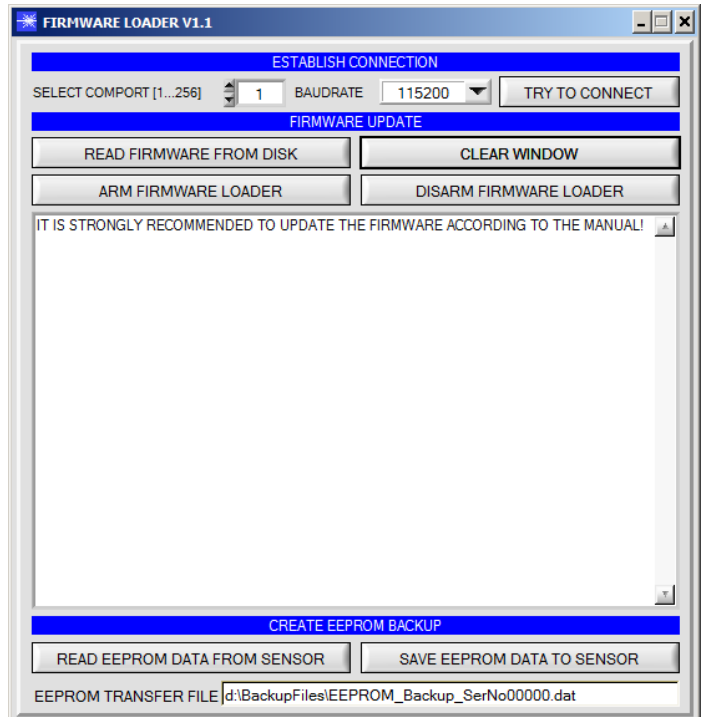 FIRMWARE LOADER V1.1
ESTABLISH CONNECTION
SELECT COMPORT [1...256] 1 BAUDRATE 115200 TRY TO CONNECT
FIRMWARE UPDATE
READ FIRMWARE FROM DISK CLEAR WINDOW
ARM FIRMWARE LOADER DISARM FIRMWARE LOADER
IT IS STRONGLY RECOMMENDED TO UPDATE THE FIRMWARE ACCORDING TO THE MANUAL!
CREATE EEPROM BACKUP
READ EEPROM DATA FROM SENSOR SAVE EEPROM DATA TO SENSOR
EEPROM TRANSFER FILE d:\BackupFiles\EEPROM_Backup_SerNo00000.dat